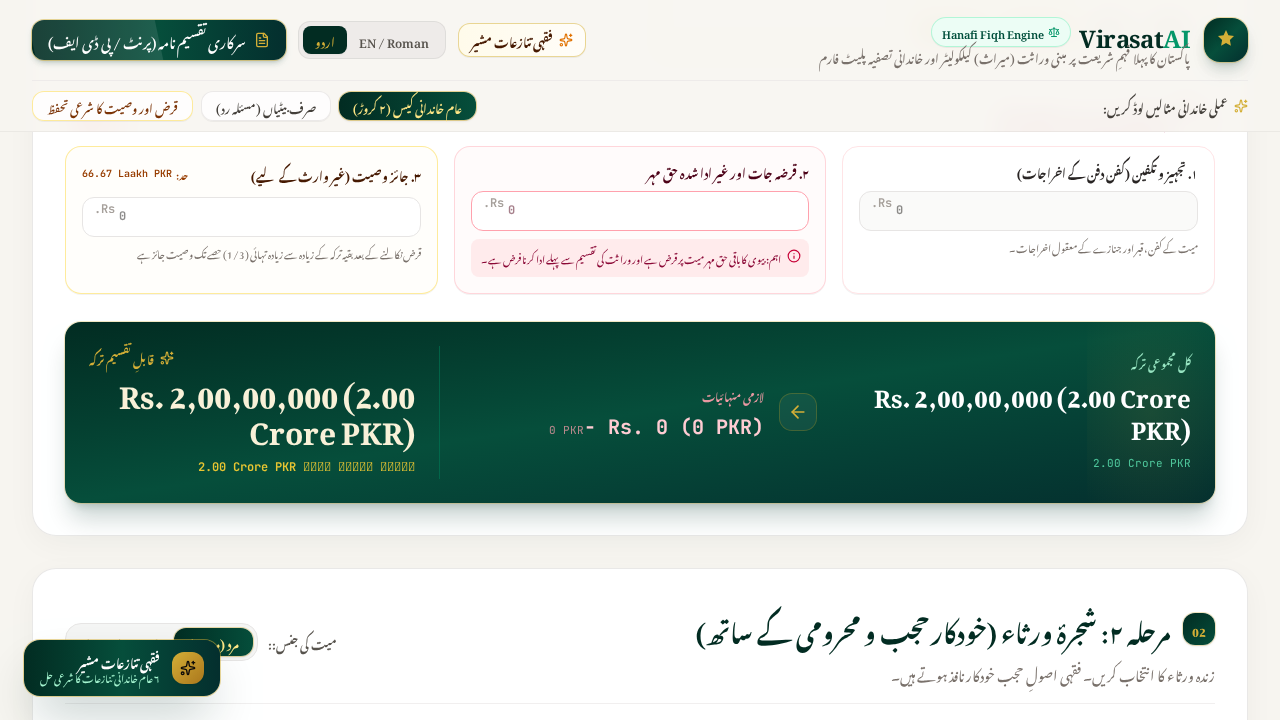 VirasatAI
Hanafi Fiqh Engine
پاکستان کا پہلا فہمِ شریعت پر مبنی وراثت (میراث) کیلکولیٹر اور خاندانی تصفیہ پلیٹ فارم
فقہی تنازعات مشیر
EN / Roman
اردو
سرکاری تقسیم نامہ (پرنٹ / پی ڈی ایف)
عملی خاندانی مثالیں لوڈ کریں:
عام خاندانی کیس (۲ کروڑ)
صرف بیٹیاں (مسئلہ رد)
قرض اور وصیت کا شرعی تحفظ
۱. تجہیز و تکفین (کفن دفن کے اخراجات)
Rs.
0
میت کے کفن، قبر اور جنازے کے معقول اخراجات۔
۲. قرضہ جات اور غیر ادا شدہ حق مہر
Rs.
0
اہم: بیوی کا باقی حق مہر میت پر قرض ہے اور وراثت کی تقسیم سے پہلے ادا کرنا فرض ہے۔
۳. جائز وصیت (غیر وارث کے لیے)
حد: 66.67 Laakh PKR
Rs.
0
قرض نکالنے کے بعد بقیہ ترکہ کے زیادہ سے زیادہ تہائی (1/3) حصے تک وصیت جائز ہے
کل مجموعی ترکہ
Rs. 2,00,00,000 (2.00 Crore
PKR)
2.00 Crore PKR
لازمی منہائیات
- Rs. 0 (0 PKR)
0 PKR
قابلِ تقسیم ترکہ
Rs. 2,00,00,000 (2.00
Crore PKR)
2.00 Crore PKR
02
مرحلہ ۲: شجرۂ ورثاء (خودکار حجب و محرومی کے ساتھ)
زندہ ورثاء کا انتخاب کریں۔ فقہی اصولِ حجب خودکار نافذ ہوتے ہیں۔
میت کی جنس::
مرد
فقہی تنازعات مشیر
٦ عام خاندانی تنازعات کا شرعی حل